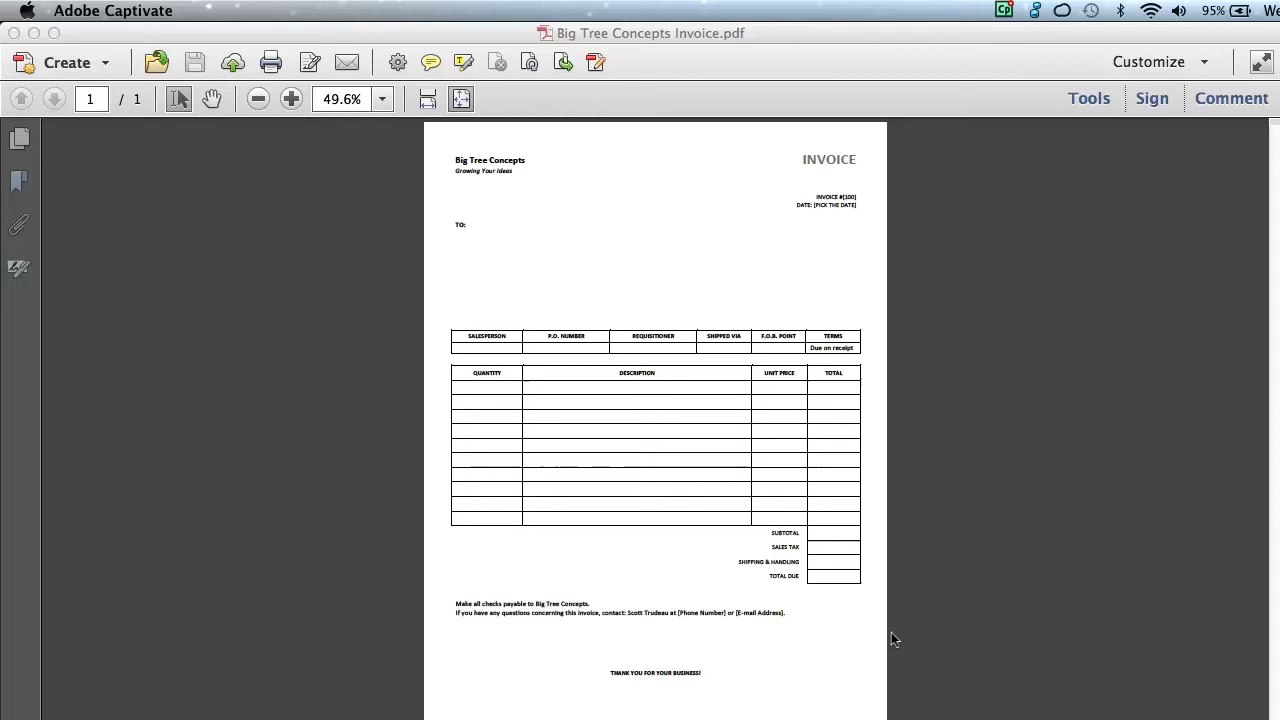 Adobe Captivate
Cp
95%
We
Big Tree Concepts Invoice.pdf
Create
Customize
1
/ 1
49.6%
Tools
Sign
Comment
Big Tree Concepts
INVOICE
Growing Your Ideas
INVOICE #[100]
DATE: [PICK THE DATE]
TO:
SALESPERSON P.O. NUMBER REQUISITIONER SHIPPED VIA F.O.B. POINT TERMS
Due on receipt
QUANTITY DESCRIPTION UNIT PRICE TOTAL
SUBTOTAL
SALES TAX
SHIPPING & HANDLING
TOTAL DUE
Make all checks payable to Big Tree Concepts.
If you have any questions concerning this invoice, contact: Scott Trudeau at [Phone Number] or [E-mail Address].
THANK YOU FOR YOUR BUSINESS!